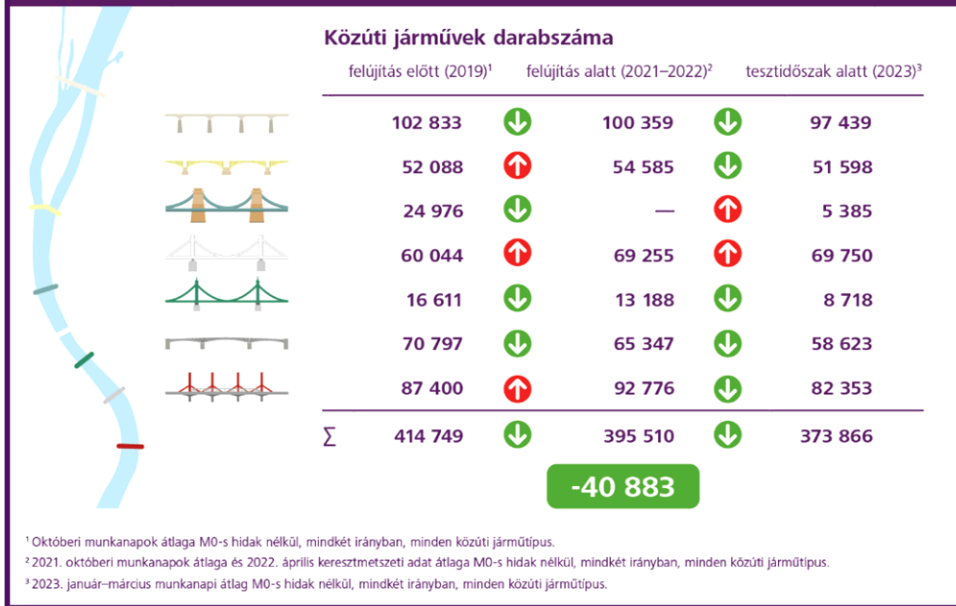 Közúti járművek darabszáma
felújítás előtt (2019)¹ felújítás alatt (2021–2022)² tesztidőszak alatt (2023)³
102 833 100 359 97 439
52 088 54 585 51 598
24 976 — 5 385
60 044 69 255 69 750
16 611 13 188 8 718
70 797 65 347 58 623
87 400 92 776 82 353
∑ 414 749 395 510 373 866
-40 883
¹ Októberi munkanapok átlaga M0-s hidak nélkül, mindkét irányban, minden közúti járműtípus.
² 2021. októberi munkanapok átlaga és 2022. április keresztmetszeti adat átlaga M0-s hidak nélkül, mindkét irányban, minden közúti járműtípus.
³ 2023. január–március munkanapi átlag M0-s hidak nélkül, mindkét irányban, minden közúti járműtípus.